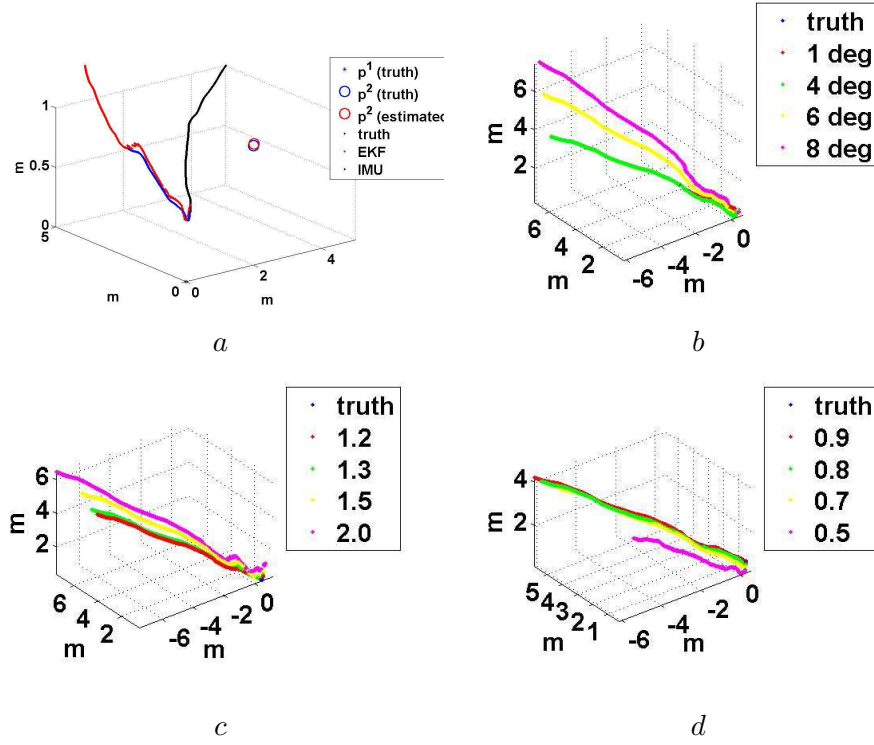 1
0.5
m
0
5
m
0
0
2
m
4
p¹ (truth)
p² (truth)
p² (estimated
truth
EKF
IMU
a
6
4
2
m
6
4
2
m
-6
-4
-2
0
m
truth
1 deg
4 deg
6 deg
8 deg
b
6
4
2
m
6
4
2
m
-6
-4
-2
0
m
truth
1.2
1.3
1.5
2.0
c
4
2
m
5
4
3
2
1
m
-6
-4
-2
0
m
truth
0.9
0.8
0.7
0.5
d